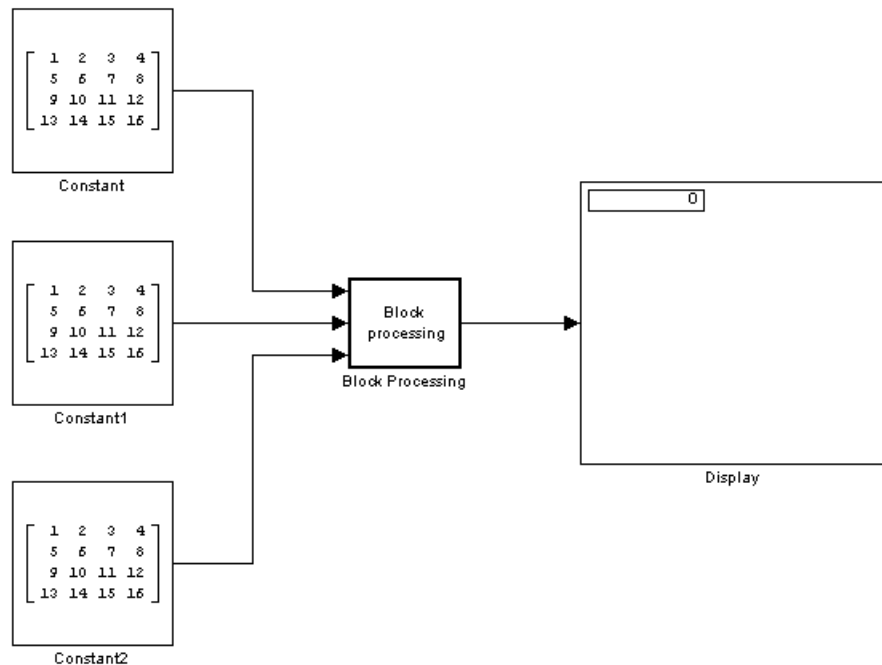 1 2 3 4
5 6 7 8
9 10 11 12
13 14 15 16
Constant
1 2 3 4
5 6 7 8
9 10 11 12
13 14 15 16
Constant1
1 2 3 4
5 6 7 8
9 10 11 12
13 14 15 16
Constant2
Block
processing
Block Processing
0
Display